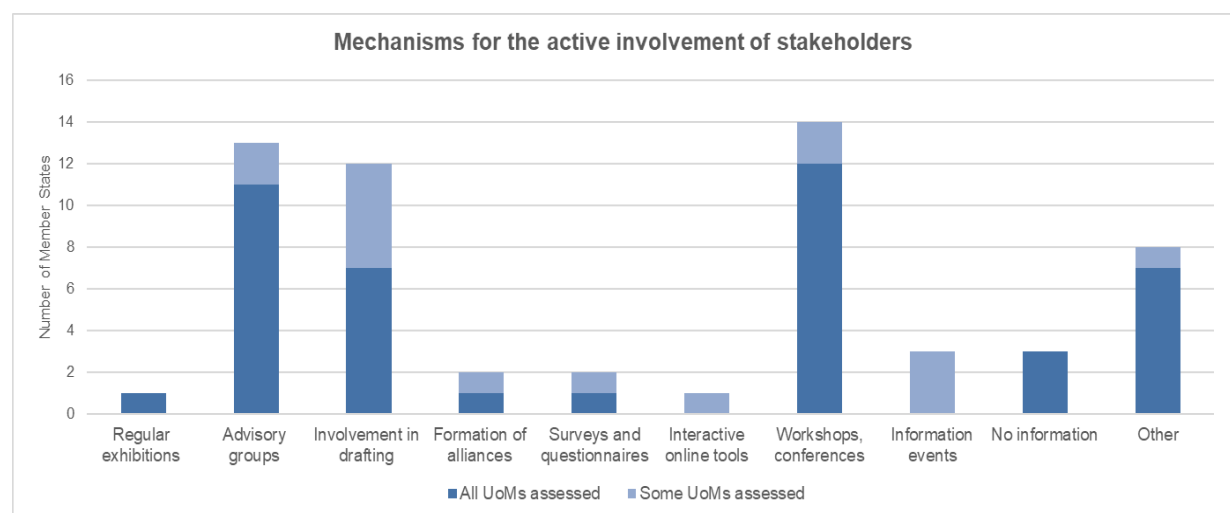 Mechanisms for the active involvement of stakeholders
Number of Member States
16
14
12
10
8
6
4
2
0
Regular
exhibitions
Advisory
groups
Involvement in
drafting
Formation of
alliances
Surveys and
questionnaires
Interactive
online tools
Workshops,
conferences
Information
events
No information
Other
All UoMs assessed
Some UoMs assessed